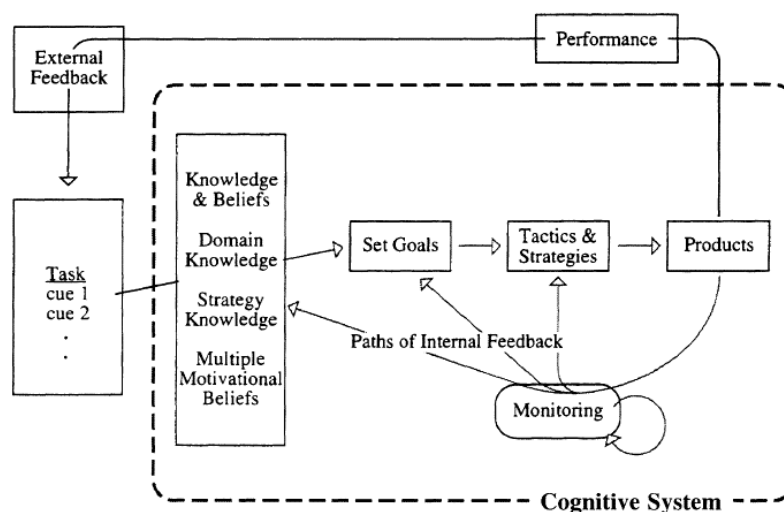 Performance
External
Feedback
Knowledge
& Beliefs
Domain
Knowledge
Strategy
Knowledge
Multiple
Motivational
Beliefs
Task
cue 1
cue 2
.
.
Set Goals
Tactics &
Strategies
Products
Paths of Internal Feedback
Monitoring
Cognitive System